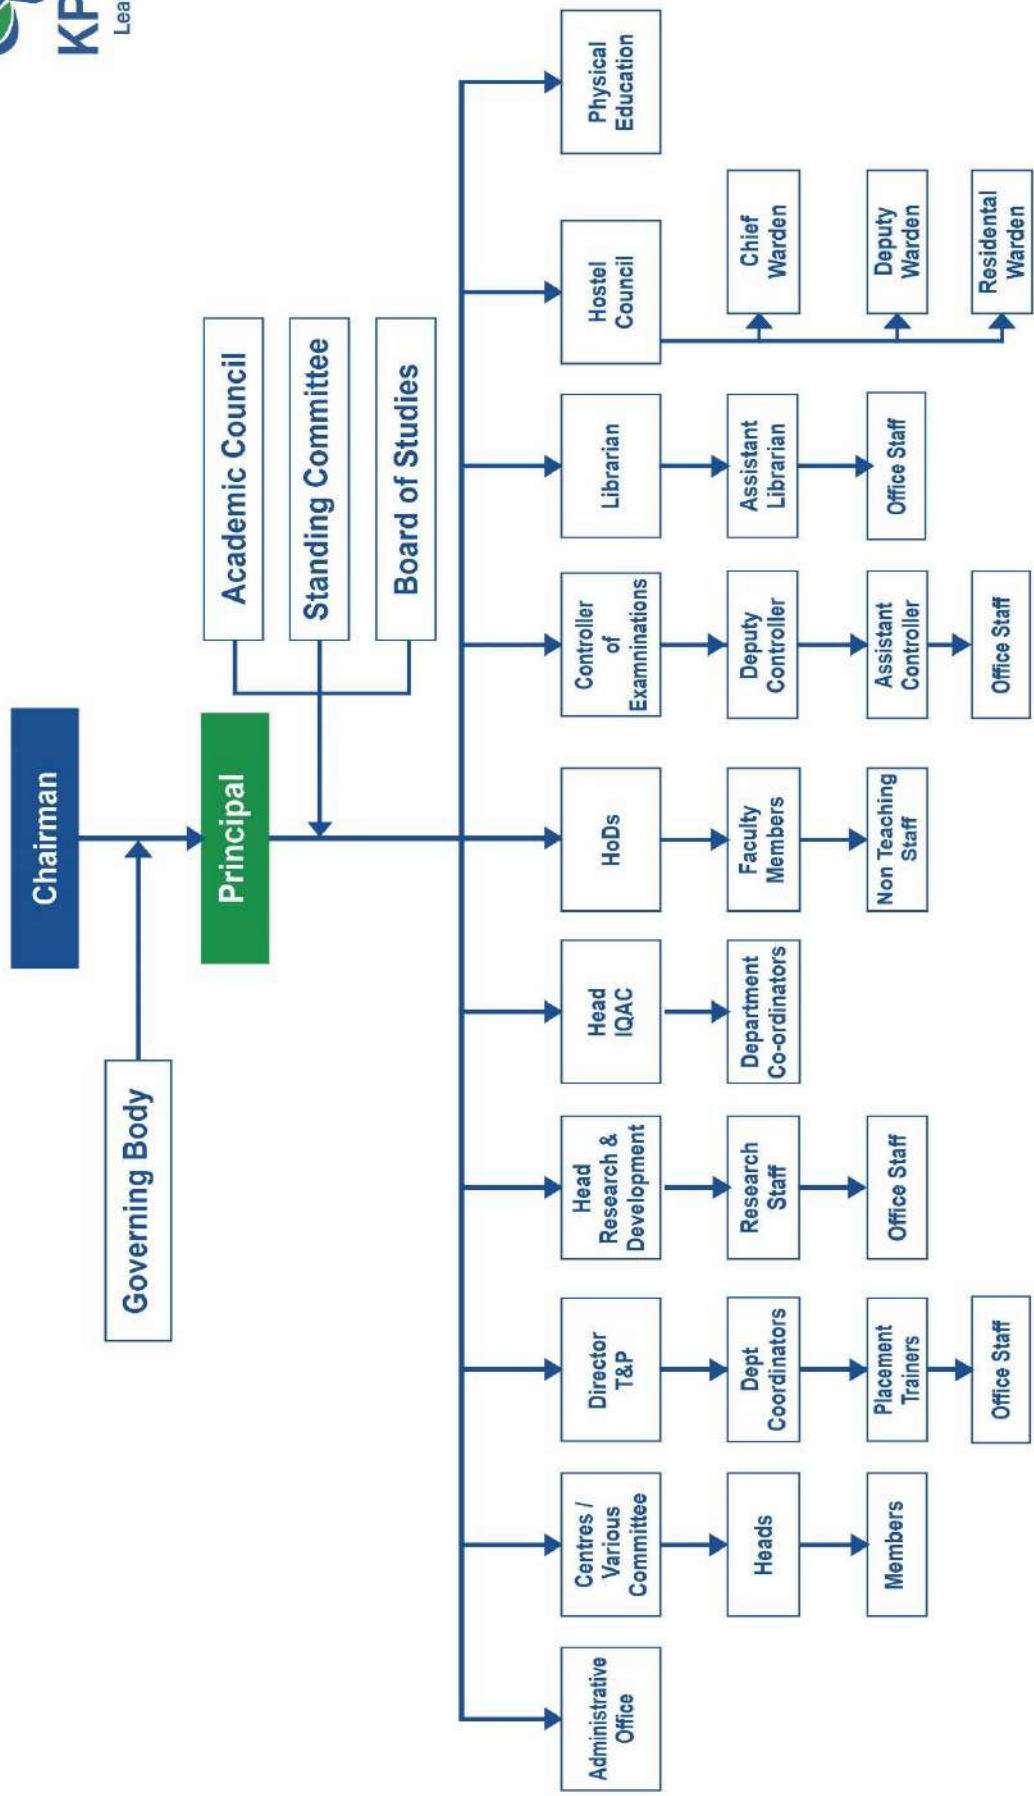 KP
Lea
Chairman
Governing Body
Principal
Academic Council
Standing Committee
Board of Studies
Administrative
Office
Centres /
Various
Committee
Director
T&P
Head
Research &
Development
Head
IQAC
HoDs
Controller
of
Examninations
Librarian
Hostel
Council
Physical
Education
Heads
Dept
Coordinators
Research
Staff
Department
Co-ordinators
Faculty
Members
Deputy
Controller
Assistant
Librarian
Chief
Warden
Members
Placement
Trainers
Office Staff
Non Teaching
Staff
Assistant
Controller
Office Staff
Deputy
Warden
Office Staff
Office Staff
Residental
Warden